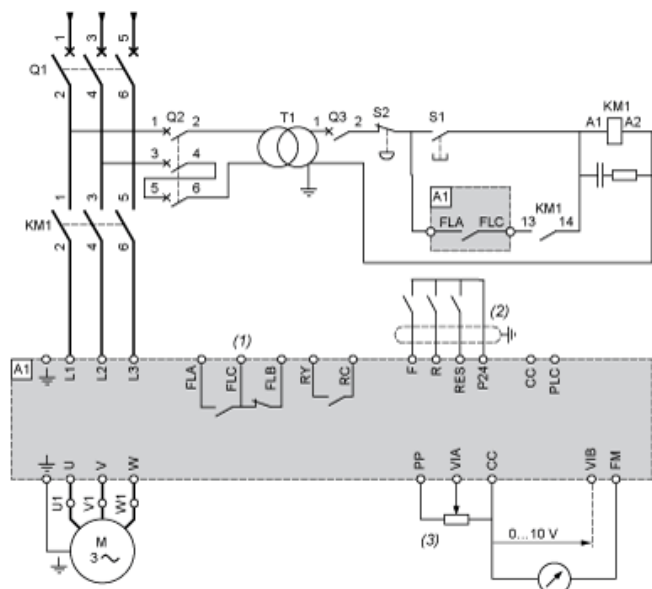 1 3 5
Q1
2 4 6
1 Q2 2
3 4
5 6
T1
1 Q3 2
S2
S1
KM1
A1 A2
A1
FLA FLC
13 KM1 14
1 3 5
KM1
2 4 6
(1)
(2)
A1
L1 L2 L3
FLA FLC FLB RY RC
F R RES P24 CC PLC
U V W
PP VIA CC VIB FM
U1 V1 W1
M
3
(3)
0...10 V